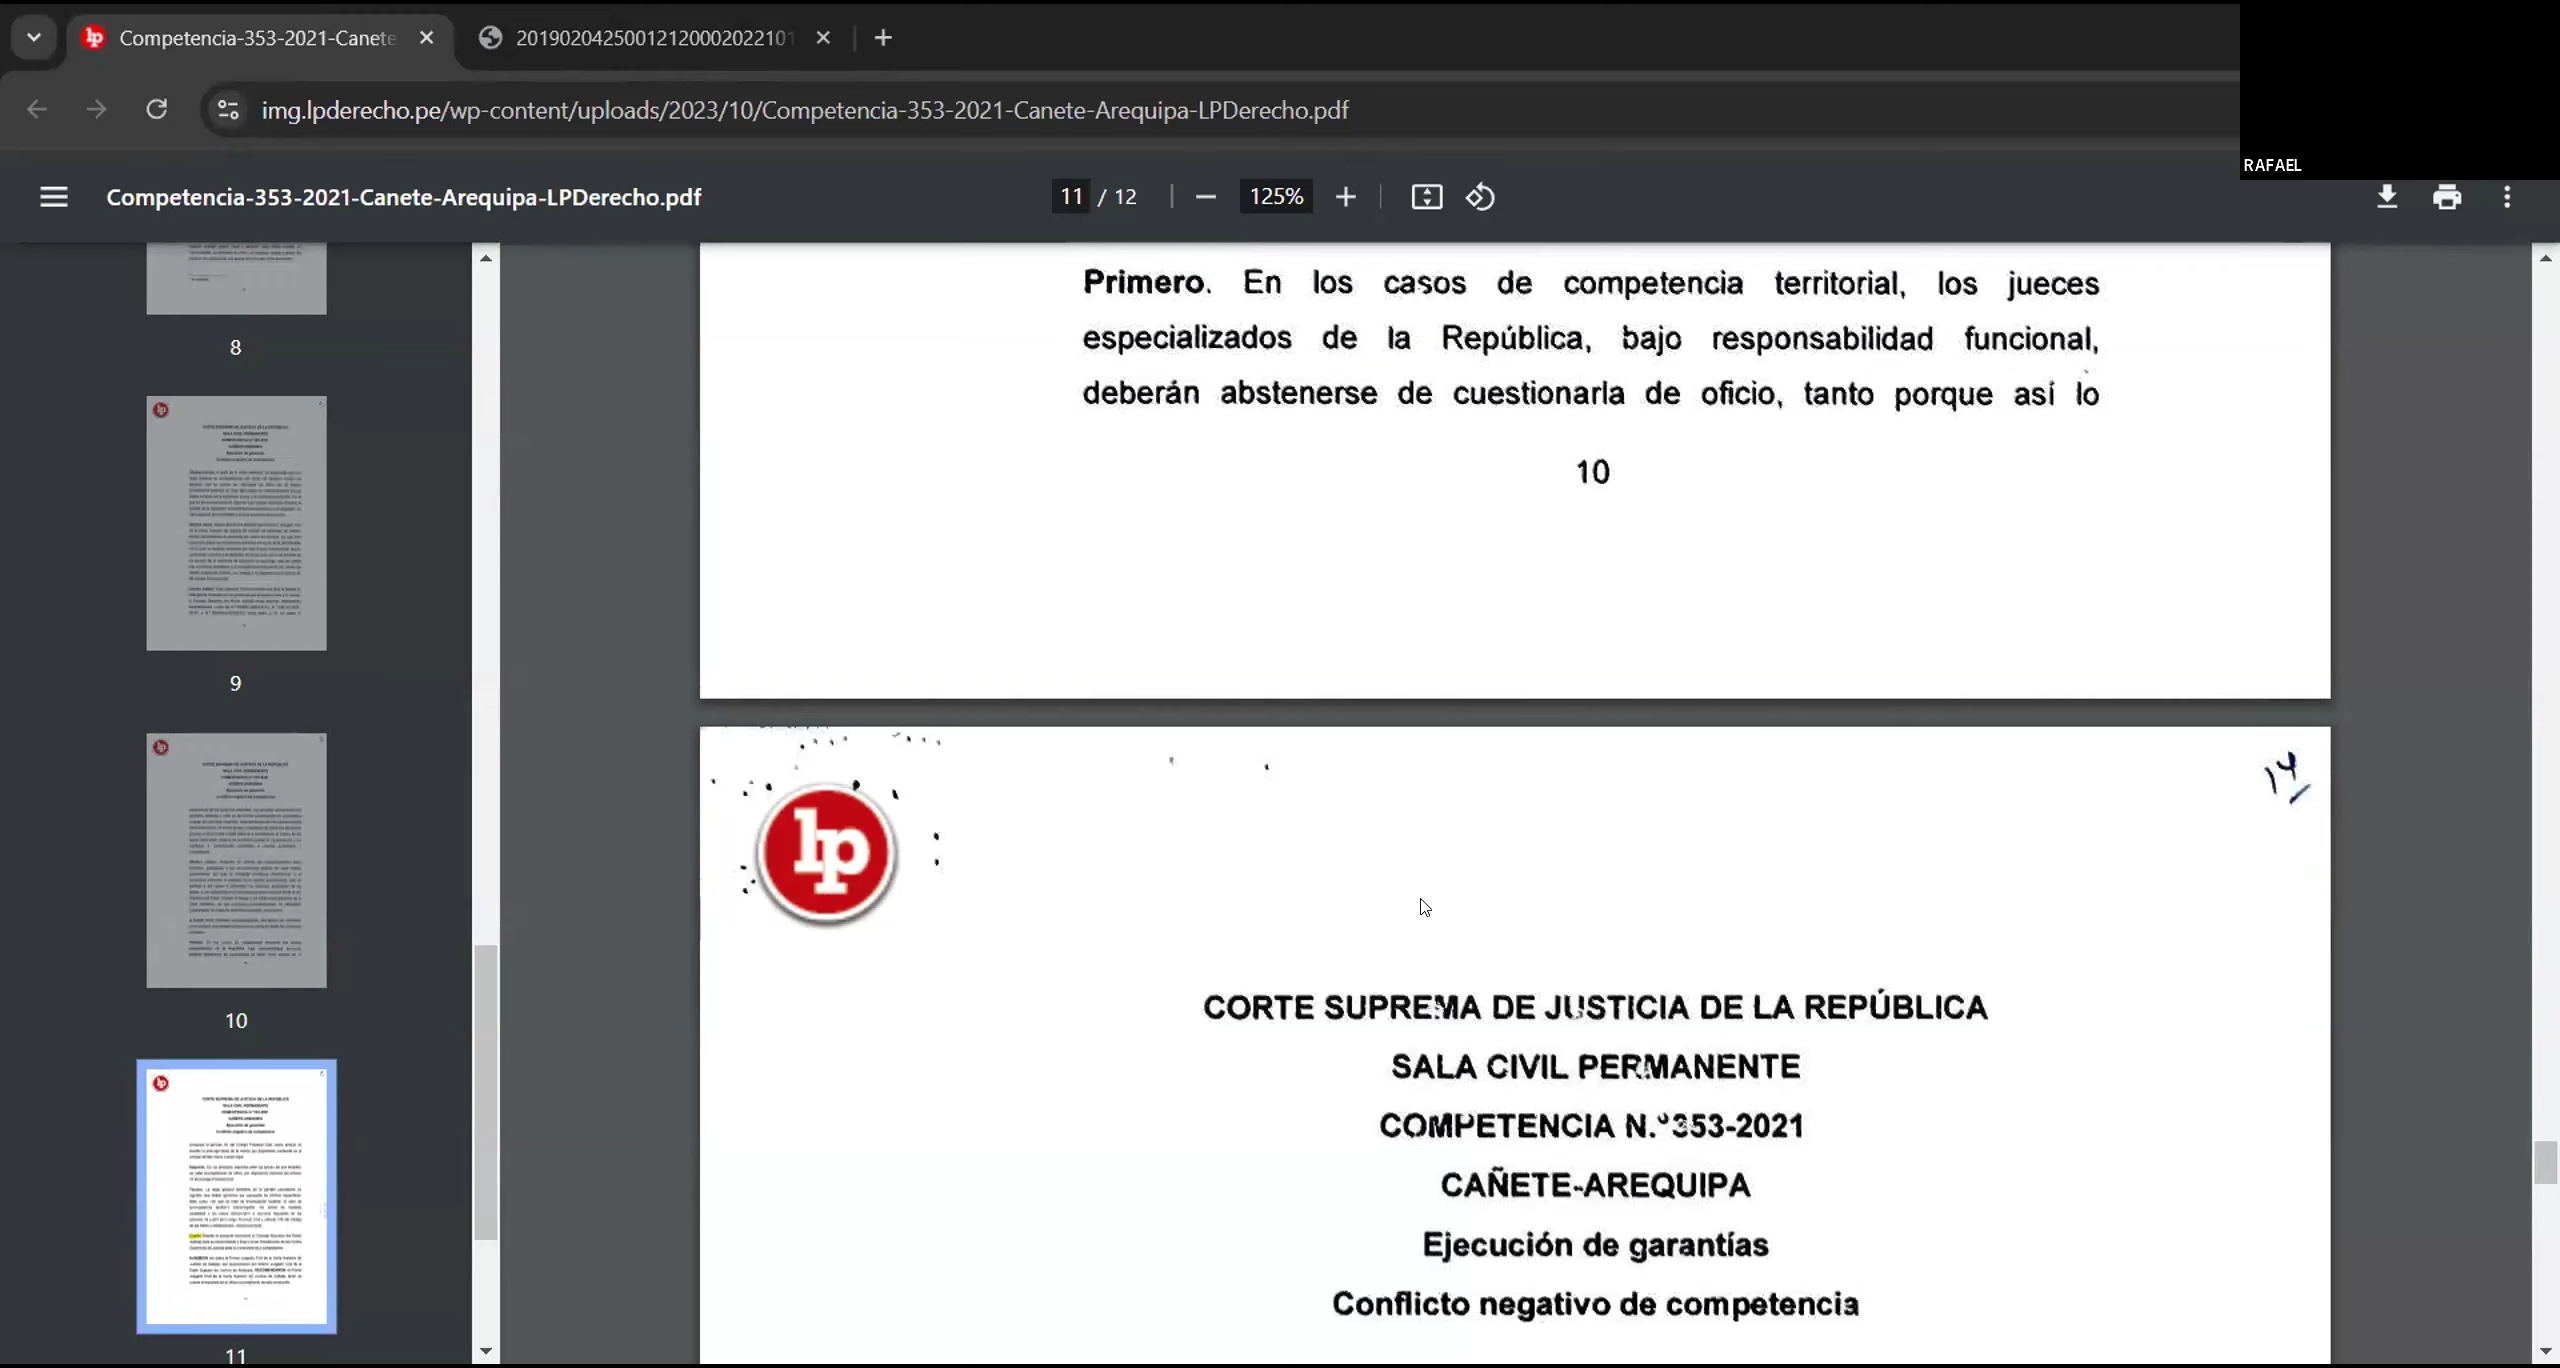 Competencia-353-2021-Canete
20190204250012120002022101
img.lpderecho.pe/wp-content/uploads/2023/10/Competencia-353-2021-Canete-Arequipa-LPDerecho.pdf
RAFAEL
Competencia-353-2021-Canete-Arequipa-LPDerecho.pdf
11 / 12
125%
8
9
10
11
Primero. En los casos de competencia territorial, los jueces
especializados de la República, bajo responsabilidad funcional,
deberán abstenerse de cuestionarla de oficio, tanto porque así lo
10
14
lp
CORTE SUPREMA DE JUSTICIA DE LA REPÚBLICA
SALA CIVIL PERMANENTE
COMPETENCIA N.°353-2021
CAÑETE-AREQUIPA
Ejecución de garantías
Conflicto negativo de competencia